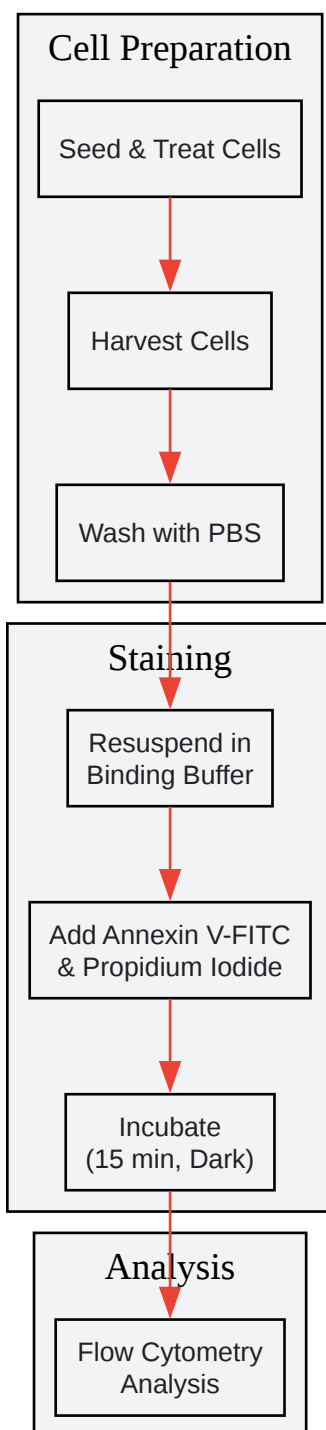 Cell Preparation
Seed & Treat Cells
Harvest Cells
Wash with PBS
Staining
Resuspend in
Binding Buffer
Add Annexin V-FITC
& Propidium Iodide
Incubate
(15 min, Dark)
Analysis
Flow Cytometry
Analysis